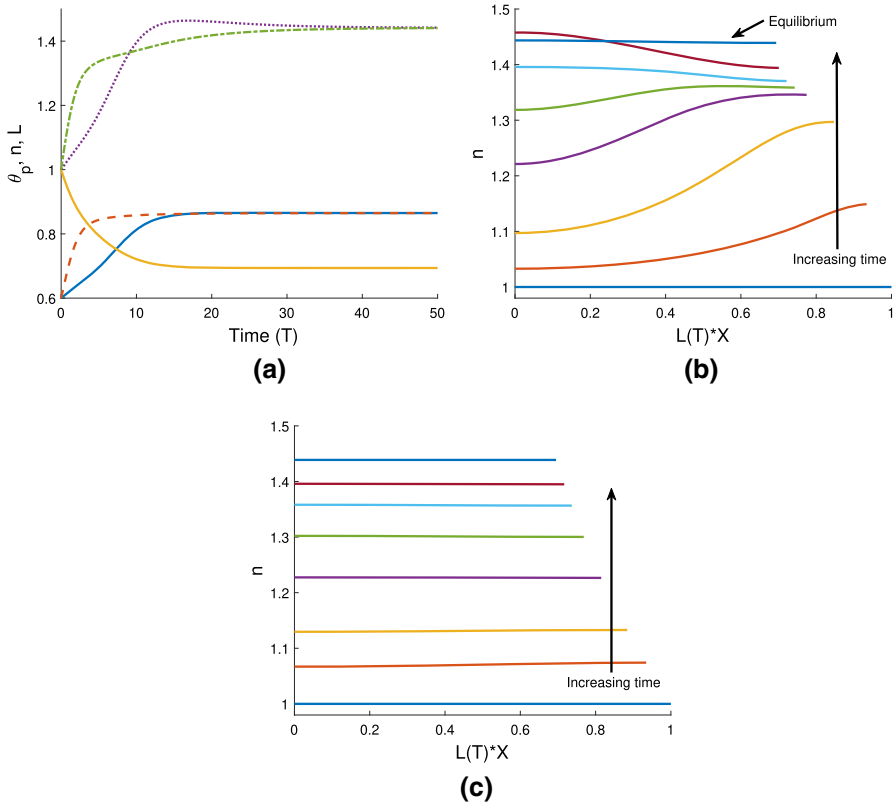 θp, n, L
1.4
1.2
1
0.8
0.6
0
10
20
30
40
50
Time (T)
(a)
n
1.5
1.4
1.3
1.2
1.1
1
0
0.2
0.4
0.6
0.8
1
Equilibrium
Increasing time
L(T)*X
(b)
n
1.5
1.4
1.3
1.2
1.1
1
0
0.2
0.4
0.6
0.8
1
Increasing time
L(T)*X
(c)